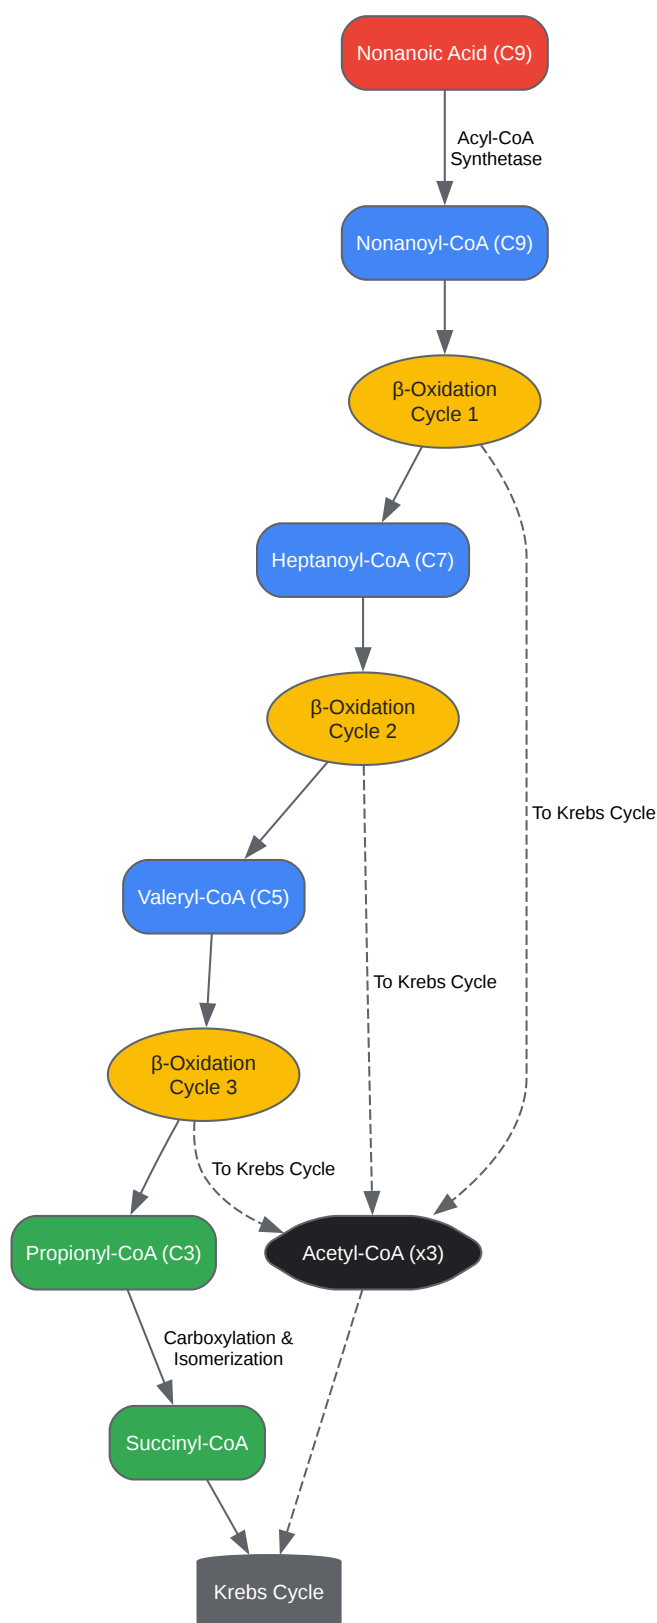 Nonanoic Acid (C9)
Acyl-CoA
Synthetase
Nonanoyl-CoA (C9)
β-Oxidation
Cycle 1
Heptanoyl-CoA (C7)
β-Oxidation
Cycle 2
To Krebs Cycle
Valeryl-CoA (C5)
To Krebs Cycle
β-Oxidation
Cycle 3
To Krebs Cycle
Propionyl-CoA (C3)
Acetyl-CoA (x3)
Carboxylation &
Isomerization
Succinyl-CoA
Krebs Cycle